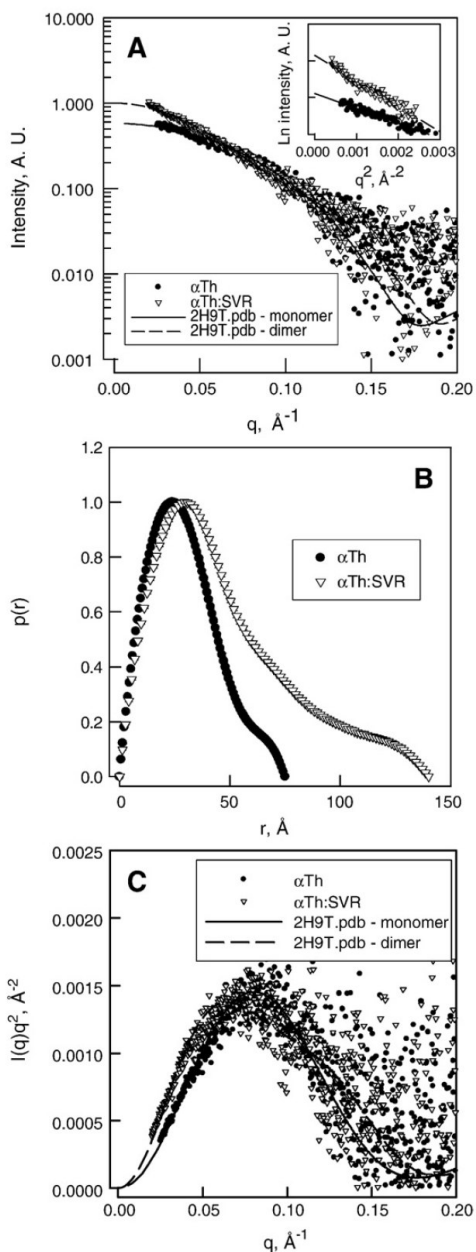 A
10.000
1.000
0.100
0.010
0.001
Intensity, A. U.
0.00 0.05 0.10 0.15 0.20
q, Å-1
αTh
αTh:SVR
2H9T.pdb - monomer
2H9T.pdb - dimer
Ln intensity, A. U.
0.000 0.001 0.002 0.003
q2, Å-2
B
1.2
1.0
0.8
0.6
0.4
0.2
0.0
p(r)
0 50 100 150
r, Å
αTh
αTh:SVR
C
0.0025
0.0020
0.0015
0.0010
0.0005
0.0000
I(q)q2, Å-2
0.00 0.05 0.10 0.15 0.20
q, Å-1
αTh
αTh:SVR
2H9T.pdb - monomer
2H9T.pdb - dimer